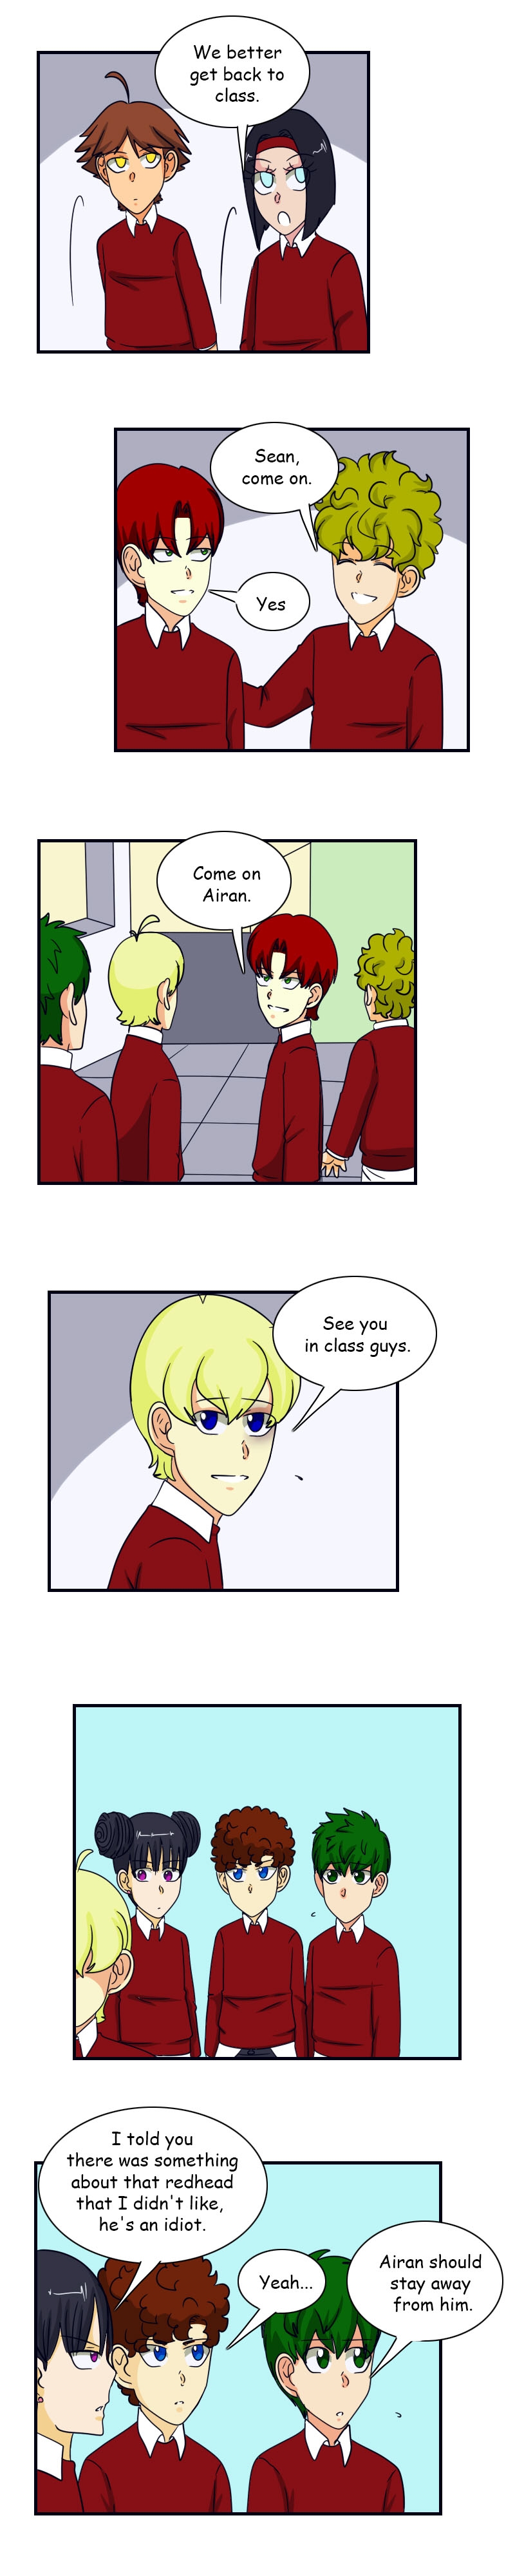 We better
get back to
class.
Sean,
come on.
Yes
Come on
Airan.
See you
in class guys.
I told you
there was something
about that redhead
that I didn't like,
he's an idiot.
Yeah...
Airan should
stay away
from him.